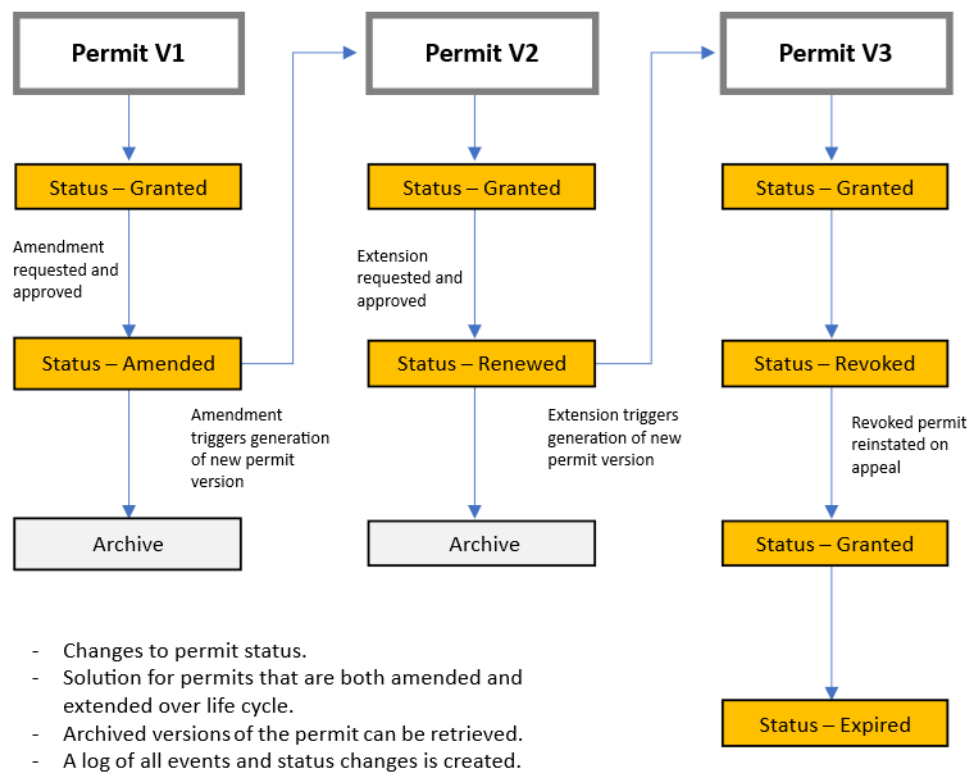 Permit V1
Permit V2
Permit V3
Status – Granted
Status – Granted
Status – Granted
Amendment
requested and
approved
Extension
requested and
approved
Status – Amended
Status – Renewed
Status – Revoked
Amendment
triggers generation
of new permit
version
Extension triggers
generation of new
permit version
Revoked permit
reinstated on
appeal
Archive
Archive
Status – Granted
- Changes to permit status.
- Solution for permits that are both amended and
extended over life cycle.
- Archived versions of the permit can be retrieved.
- A log of all events and status changes is created.
Status – Expired